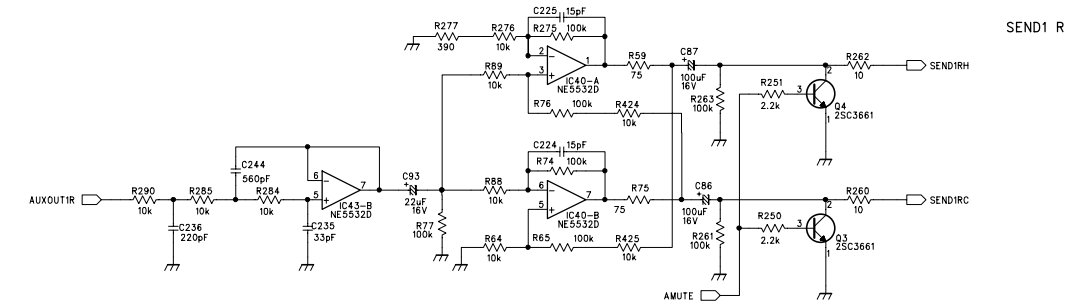 SEND1 R
C225 15pF
R277 R276 R275 100k
390 10k 10k
2
1
3
IC40-A
NE5532D
R89
10k
R59
75
C87
+
100uF
16V
R262
10
SEND1RH
2
R251
2.2k
3
Q4
2SC3661
1
R263
100k
R76 100k R424
10k
C244
560pF
C224 15pF
R74 100k
6
7
5
IC43-B
NE5532D
C93
+
22uF
16V
R88
10k
6
7
5
IC40-B
NE5532D
R75
75
C86
+
100uF
16V
R260
10
SEND1RC
2
AUXOUT1R
R290 R285 R284
10k 10k 10k
C236
220pF
C235
33pF
R77
100k
R64
10k
R65 100k R425
10k
R261
100k
R250
2.2k
3
Q3
2SC3661
1
AMUTE